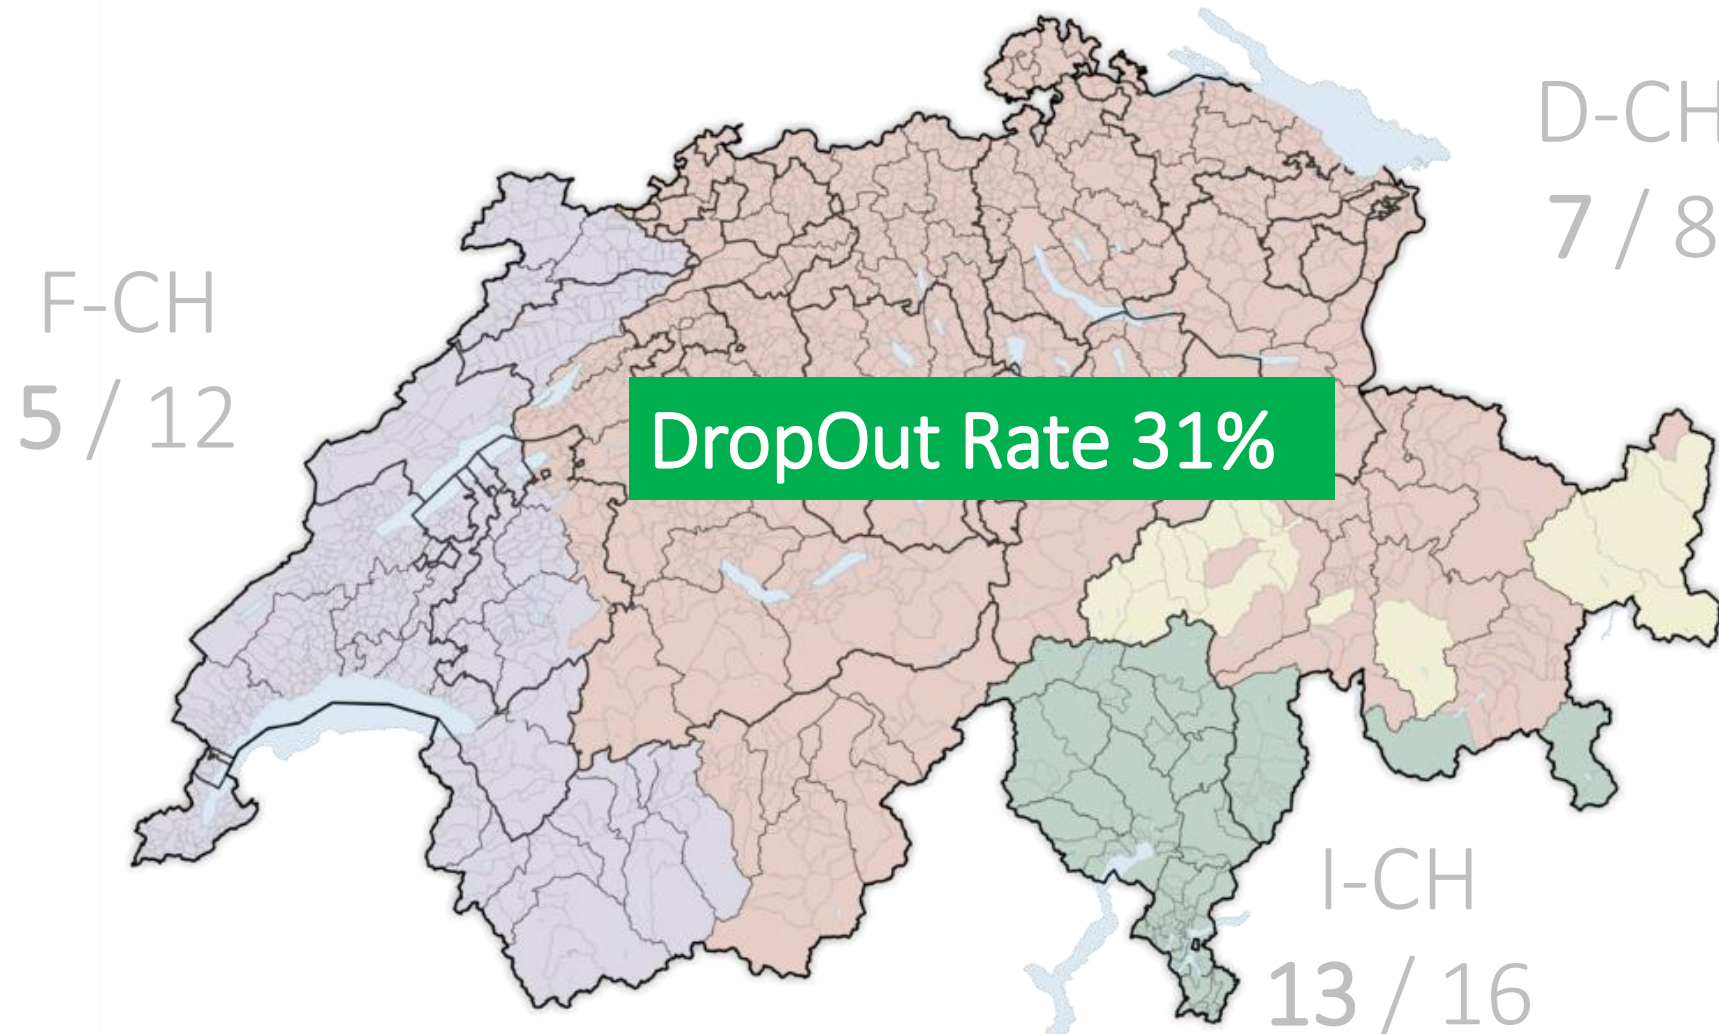 D-CH
7 / 8
F-CH
5 / 12
DropOut Rate 31%
I-CH
13 / 16